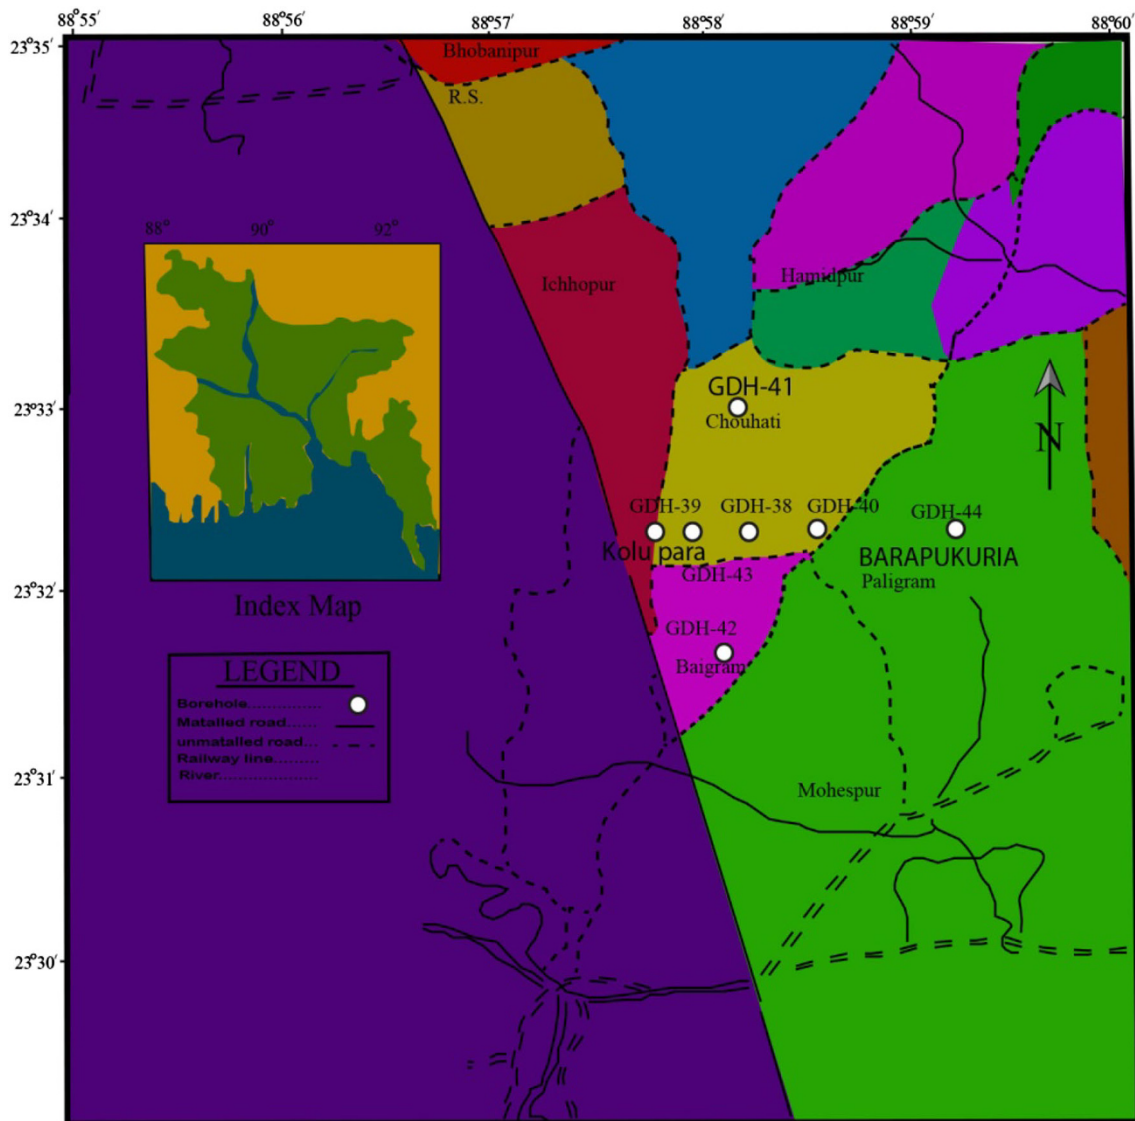 88°55′ 88°56′ 88°57′ 88°58′ 88°59′ 88°60′
23°35′
Bhobanipur
R.S.
23°34′
88° 90° 92°
Ichhopur
Hamidpur
23°33′
GDH-41
Chouhati
N
GDH-39 GDH-38 GDH-40 GDH-44
Kolu para
BARAPUKURIA
GDH-43
Paligram
23°32′
Index Map
GDH-42
Baigram
LEGEND
Borehole..............
Matalled road......
unmatalled road...
Railway line.........
River....................
23°31′
Mohespur
23°30′